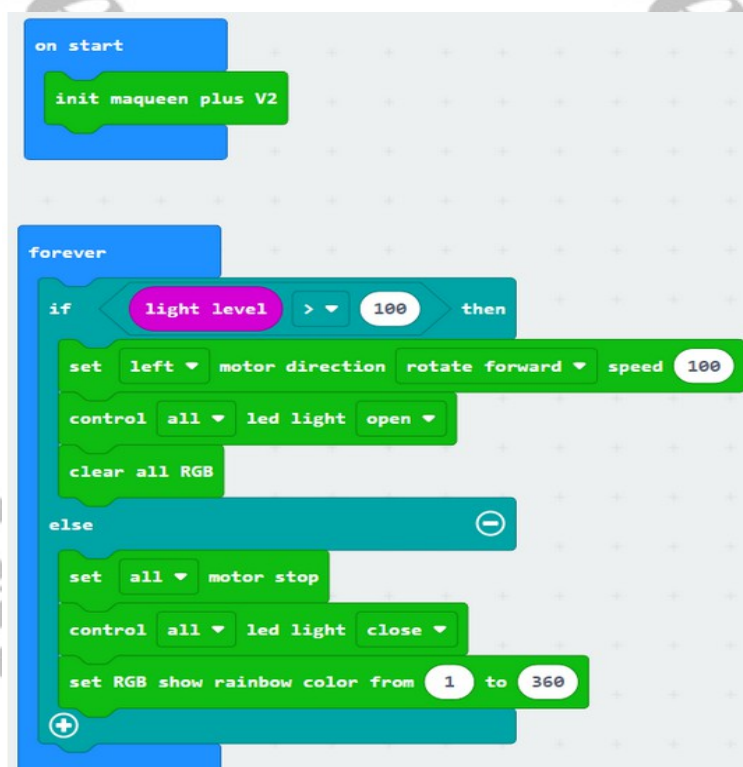 on start
init maqueen plus V2
forever
if light level > 100 then
set left motor direction rotate forward speed 100
control all led light open
clear all RGB
else
set all motor stop
control all led light close
set RGB show rainbow color from 1 to 360